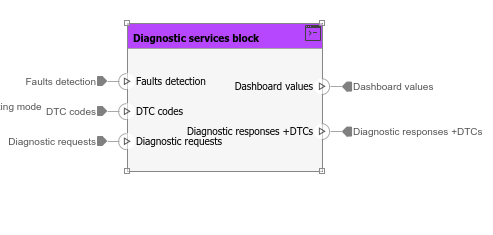 Diagnostic services block
Faults detection
Faults detection
Dashboard values
Dashboard values
ting mode
DTC codes
DTC codes
Diagnostic responses +DTCs
Diagnostic responses +DTCs
Diagnostic requests
Diagnostic requests